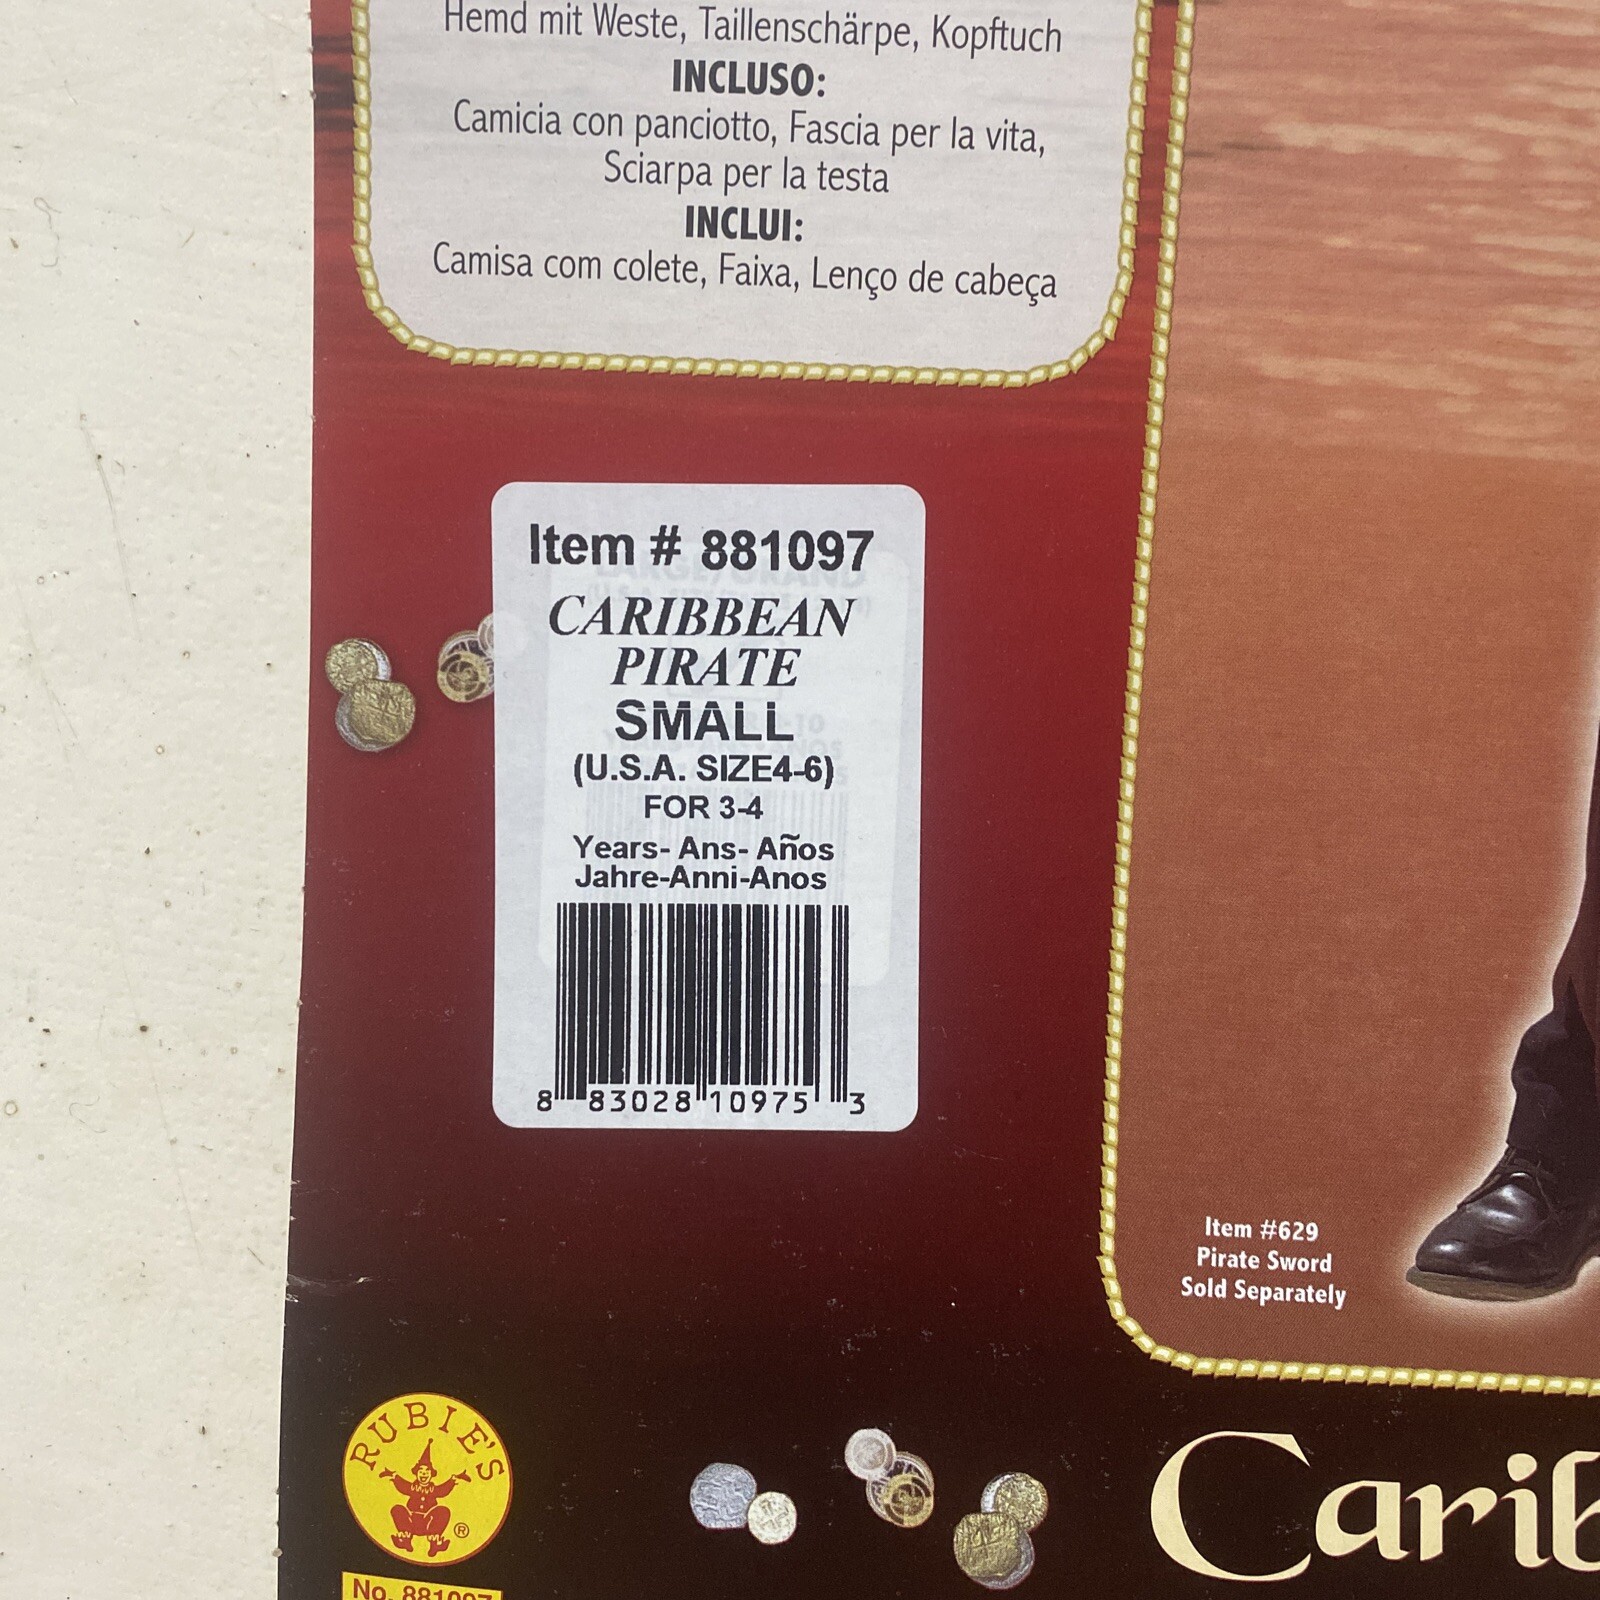 Hemd mit Weste, Taillenschärpe, Kopftuch
INCLUSO:
Camicia con panciotto, Fascia per la vita,
Sciarpa per la testa
INCLUI:
Camisa com colete, Faixa, Lenço de cabeça
Item # 881097
CARIBBEAN
PIRATE
SMALL
(U.S.A. SIZE4-6)
FOR 3-4
Years- Ans- Años
Jahre-Anni-Anos
8 83028 10975 3
Item #629
Pirate Sword
Sold Separately
RUBIE'S
®
No. 881097